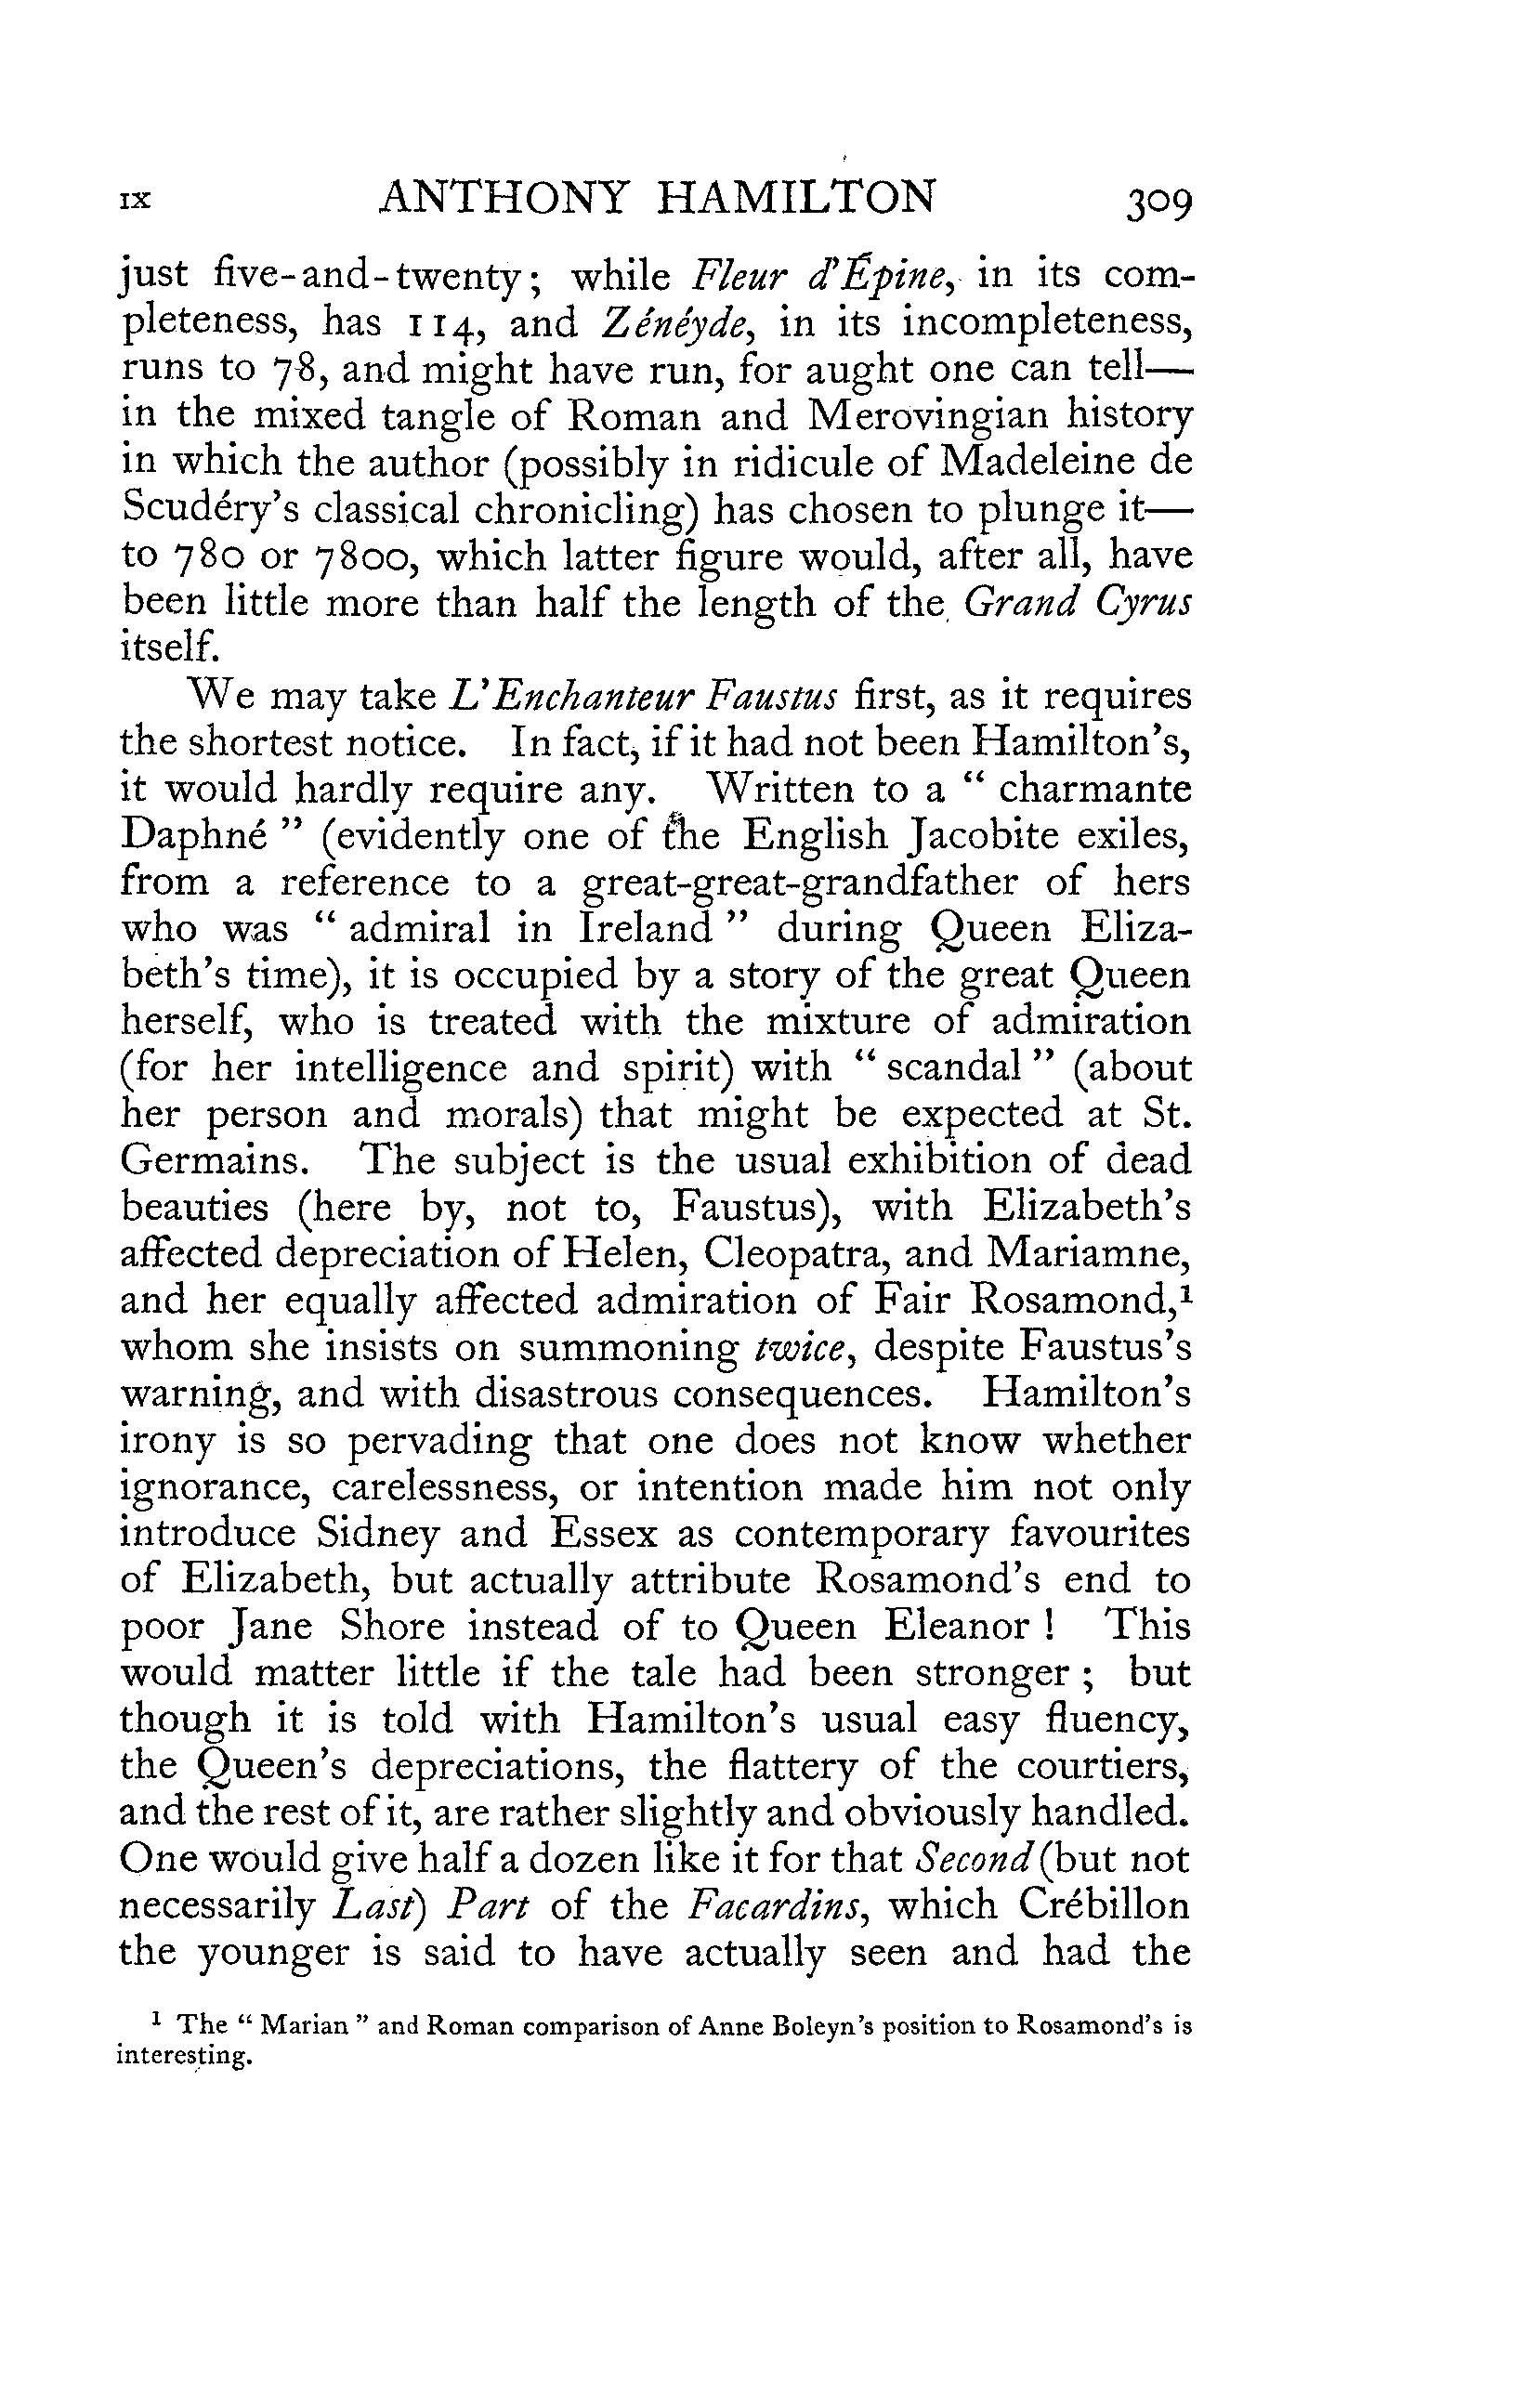 IX ANTHONY HAMILTON 309
just five-and-twenty; while Fleur d'Épine, in its com-
pleteness, has 114, and Zénéyde, in its incompleteness,
runs to 78, and might have run, for aught one can tell—
in the mixed tangle of Roman and Merovingian history
in which the author (possibly in ridicule of Madeleine de
Scudéry's classical chronicling) has chosen to plunge it—
to 780 or 7800, which latter figure would, after all, have
been little more than half the length of the Grand Cyrus
itself.
We may take L'Enchanteur Faustus first, as it requires
the shortest notice. In fact, if it had not been Hamilton's,
it would hardly require any. Written to a “ charmante
Daphné ” (evidently one of the English Jacobite exiles,
from a reference to a great-great-grandfather of hers
who was “ admiral in Ireland ” during Queen Eliza-
beth's time), it is occupied by a story of the great Queen
herself, who is treated with the mixture of admiration
(for her intelligence and spirit) with “ scandal ” (about
her person and morals) that might be expected at St.
Germains. The subject is the usual exhibition of dead
beauties (here by, not to, Faustus), with Elizabeth's
affected depreciation of Helen, Cleopatra, and Mariamne,
and her equally affected admiration of Fair Rosamond,¹
whom she insists on summoning twice, despite Faustus's
warning, and with disastrous consequences. Hamilton's
irony is so pervading that one does not know whether
ignorance, carelessness, or intention made him not only
introduce Sidney and Essex as contemporary favourites
of Elizabeth, but actually attribute Rosamond's end to
poor Jane Shore instead of to Queen Eleanor ! This
would matter little if the tale had been stronger ; but
though it is told with Hamilton's usual easy fluency,
the Queen's depreciations, the flattery of the courtiers,
and the rest of it, are rather slightly and obviously handled.
One would give half a dozen like it for that Second (but not
necessarily Last) Part of the Facardins, which Crébillon
the younger is said to have actually seen and had the
¹ The “ Marian ” and Roman comparison of Anne Boleyn's position to Rosamond's is
interesting.